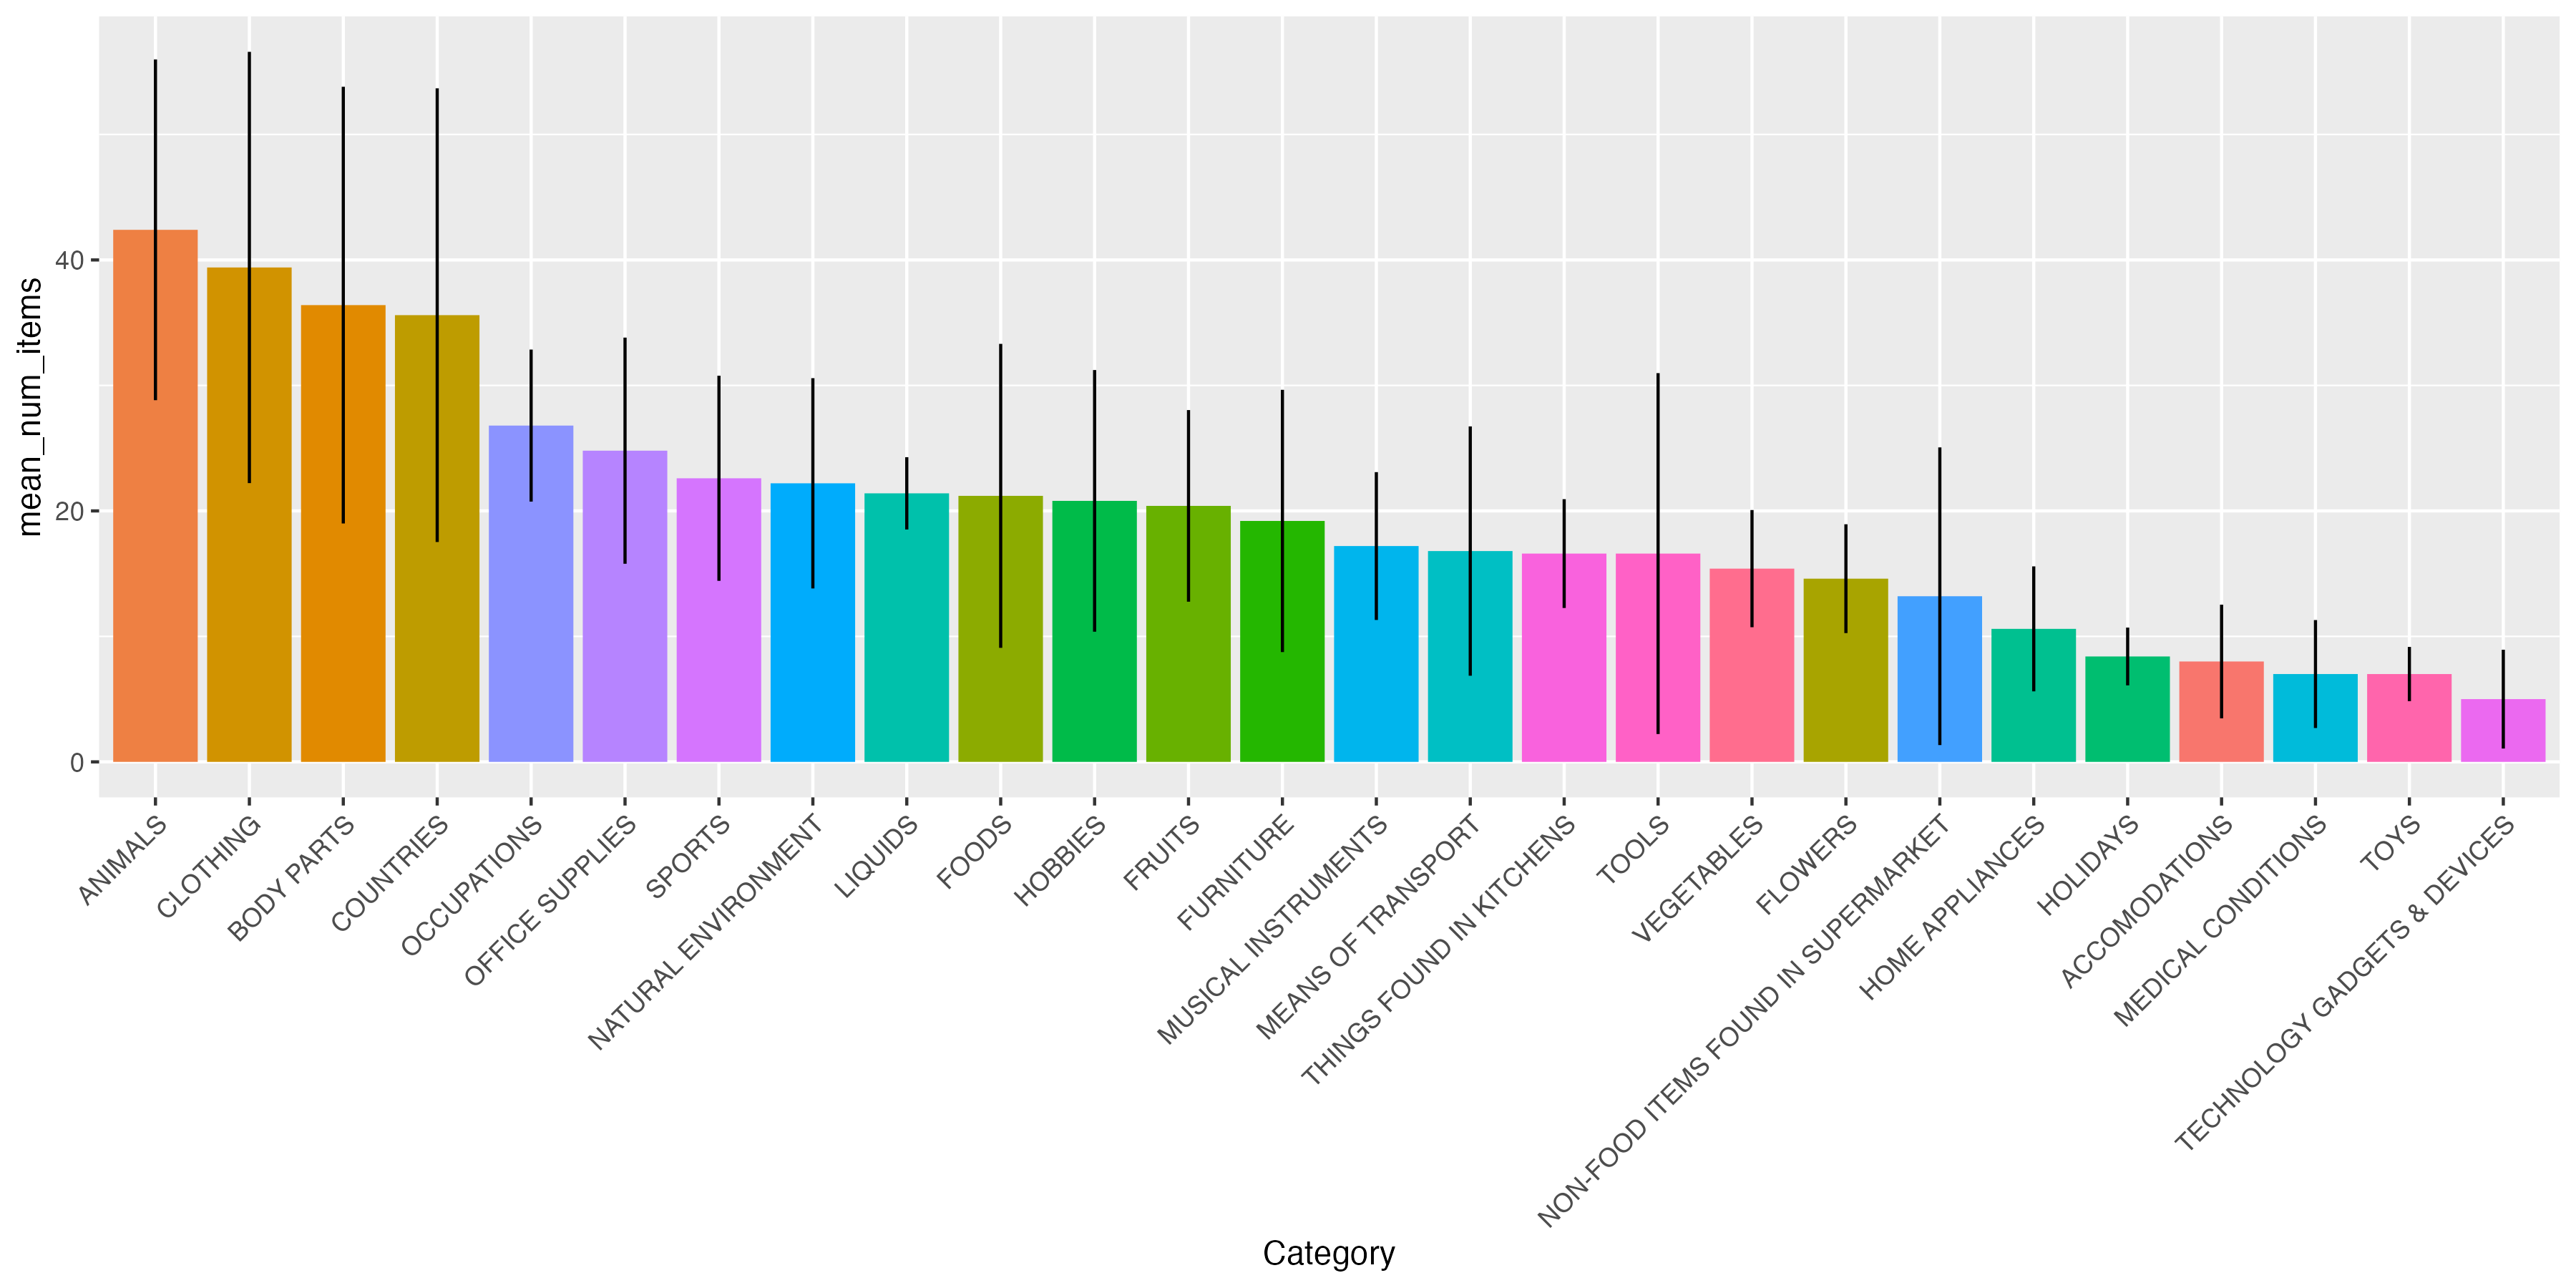 mean_num_items
40
20
0
ANIMALS
CLOTHING
BODY PARTS
COUNTRIES
OCCUPATIONS
OFFICE SUPPLIES
SPORTS
NATURAL ENVIRONMENT
LIQUIDS
FOODS
HOBBIES
FRUITS
FURNITURE
MUSICAL INSTRUMENTS
MEANS OF TRANSPORT
THINGS FOUND IN KITCHENS
TOOLS
VEGETABLES
FLOWERS
NON-FOOD ITEMS FOUND IN SUPERMARKET
HOME APPLIANCES
HOLIDAYS
ACCOMODATIONS
MEDICAL CONDITIONS
TOYS
TECHNOLOGY GADGETS & DEVICES
Category